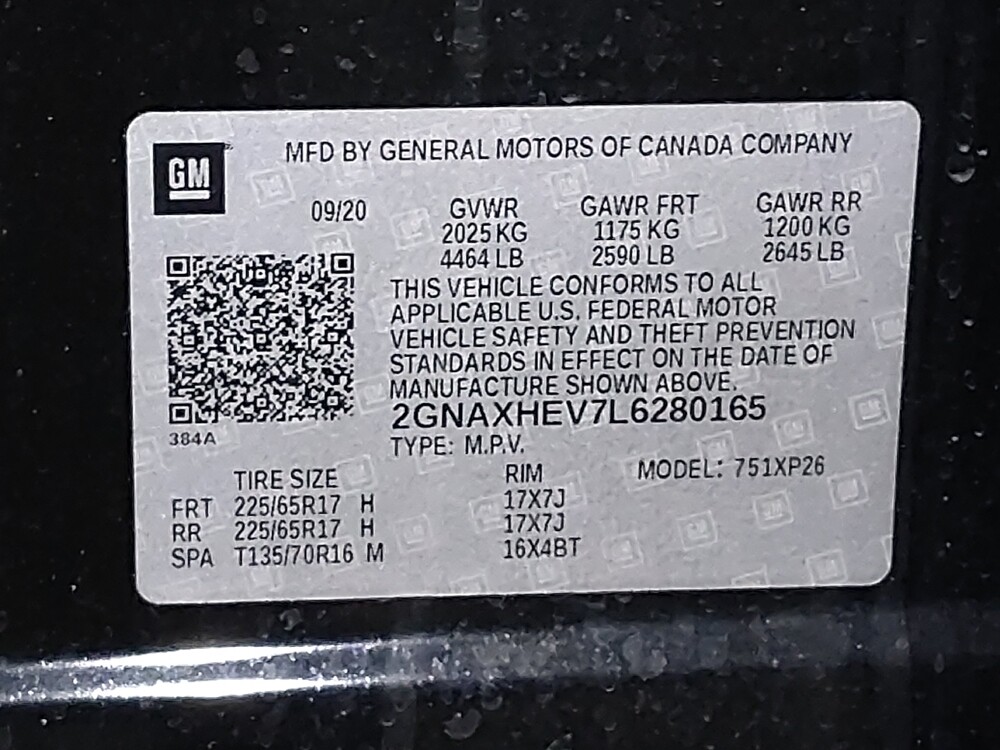 GM
MFD BY GENERAL MOTORS OF CANADA COMPANY
09/20 GVWR GAWR FRT GAWR RR
2025 KG 1175 KG 1200 KG
4464 LB 2590 LB 2645 LB
THIS VEHICLE CONFORMS TO ALL
APPLICABLE U.S. FEDERAL MOTOR
VEHICLE SAFETY AND THEFT PREVENTION
STANDARDS IN EFFECT ON THE DATE OF
MANUFACTURE SHOWN ABOVE.
2GNAXHEV7L6280165
384A
TYPE: M.P.V.
TIRE SIZE RIM MODEL: 751XP26
FRT 225/65R17 H 17X7J
RR 225/65R17 H 17X7J
SPA T135/70R16 M 16X4BT